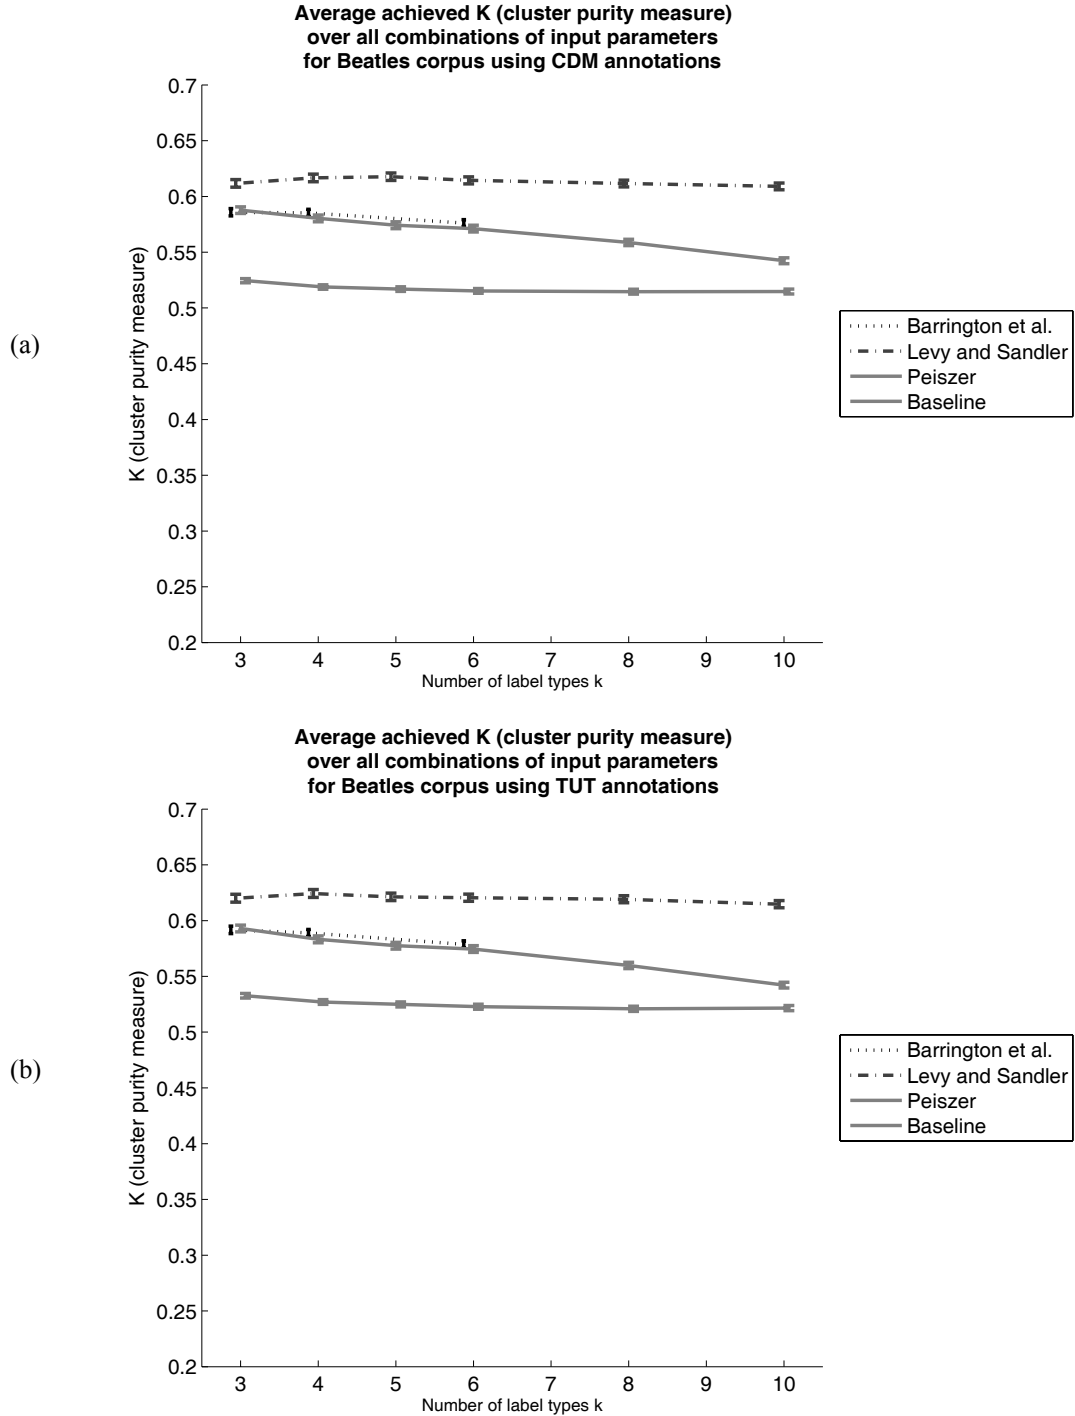 Average achieved K (cluster purity measure)
over all combinations of input parameters
for Beatles corpus using CDM annotations
(a)
K (cluster purity measure)
0.7
0.65
0.6
0.55
0.5
0.45
0.4
0.35
0.3
0.25
0.2
3 4 5 6 7 8 9 10
Number of label types k
Barrington et al.
Levy and Sandler
Peiszer
Baseline
Average achieved K (cluster purity measure)
over all combinations of input parameters
for Beatles corpus using TUT annotations
(b)
K (cluster purity measure)
0.7
0.65
0.6
0.55
0.5
0.45
0.4
0.35
0.3
0.25
0.2
3 4 5 6 7 8 9 10
Number of label types k
Barrington et al.
Levy and Sandler
Peiszer
Baseline